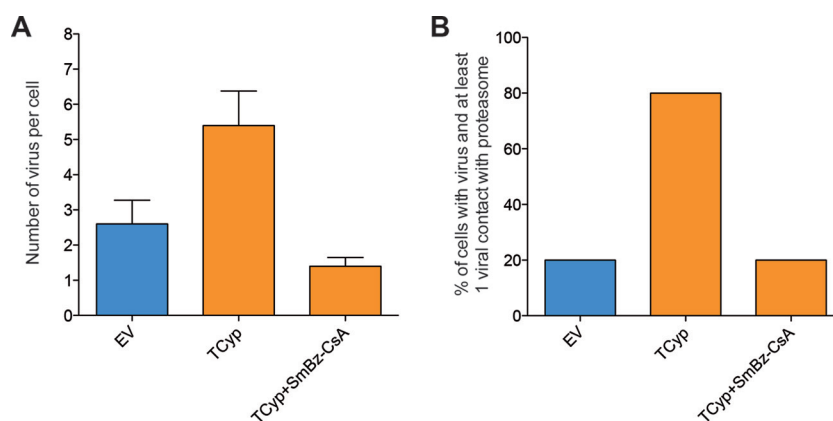 A
Number of virus per cell
8
7
6
5
4
3
2
1
0
EV
TCyp
TCyp+SmBz-CsA
B
% of cells with virus and at least
1 viral contact with proteasome
100
80
60
40
20
0
EV
TCyp
TCyp+SmBz-CsA